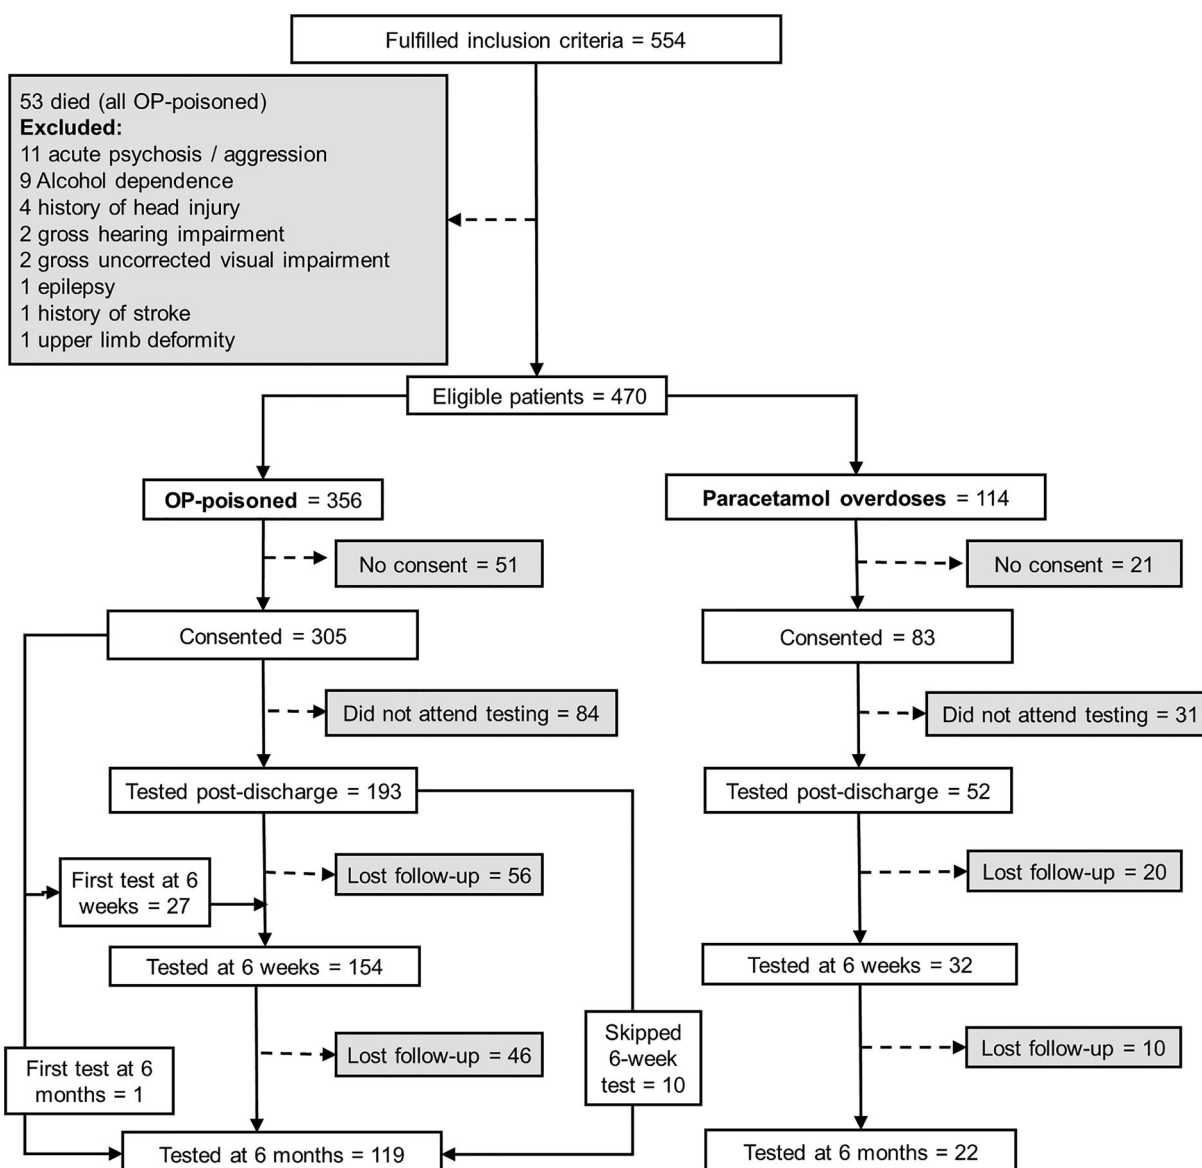 Fulfilled inclusion criteria = 554
53 died (all OP-poisoned)
Excluded:
11 acute psychosis / aggression
9 Alcohol dependence
4 history of head injury
2 gross hearing impairment
2 gross uncorrected visual impairment
1 epilepsy
1 history of stroke
1 upper limb deformity
Eligible patients = 470
OP-poisoned = 356
Paracetamol overdoses = 114
No consent = 51
No consent = 21
Consented = 305
Consented = 83
Did not attend testing = 84
Did not attend testing = 31
Tested post-discharge = 193
Tested post-discharge = 52
First test at 6
weeks = 27
Lost follow-up = 56
Lost follow-up = 20
Tested at 6 weeks = 154
Tested at 6 weeks = 32
Lost follow-up = 46
Skipped
6-week
test = 10
Lost follow-up = 10
First test at 6
months = 1
Tested at 6 months = 119
Tested at 6 months = 22